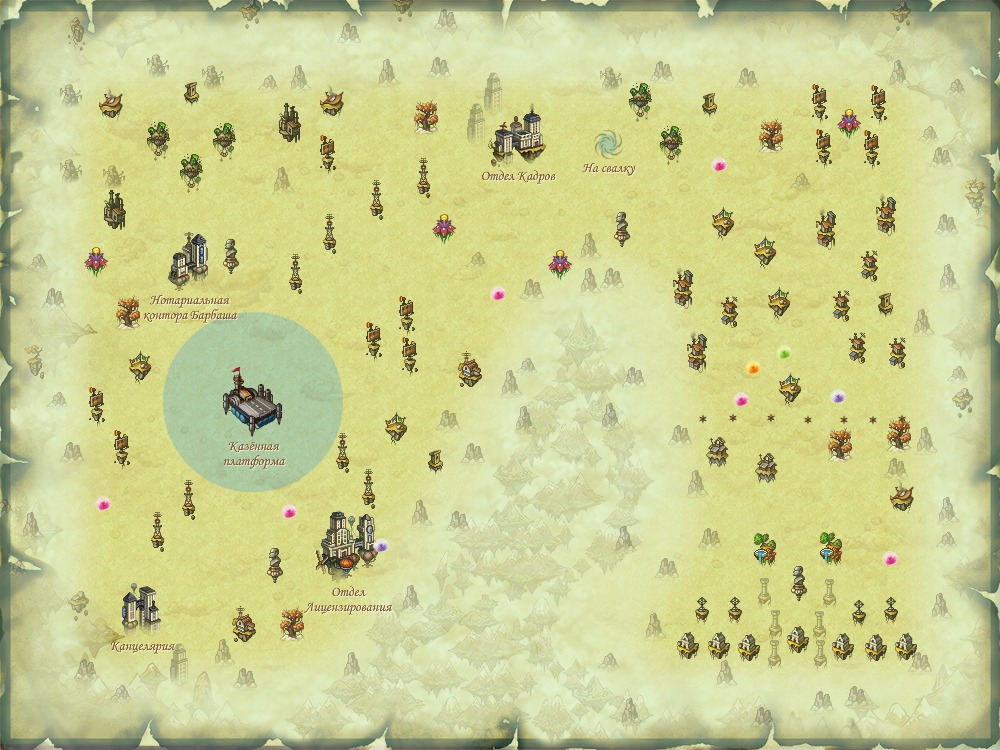 Отдел Кадров
На свалку
Нотариальная
контора Барбаша
Казённая
платформа
Отдел
Лицензирования
Канцелярия